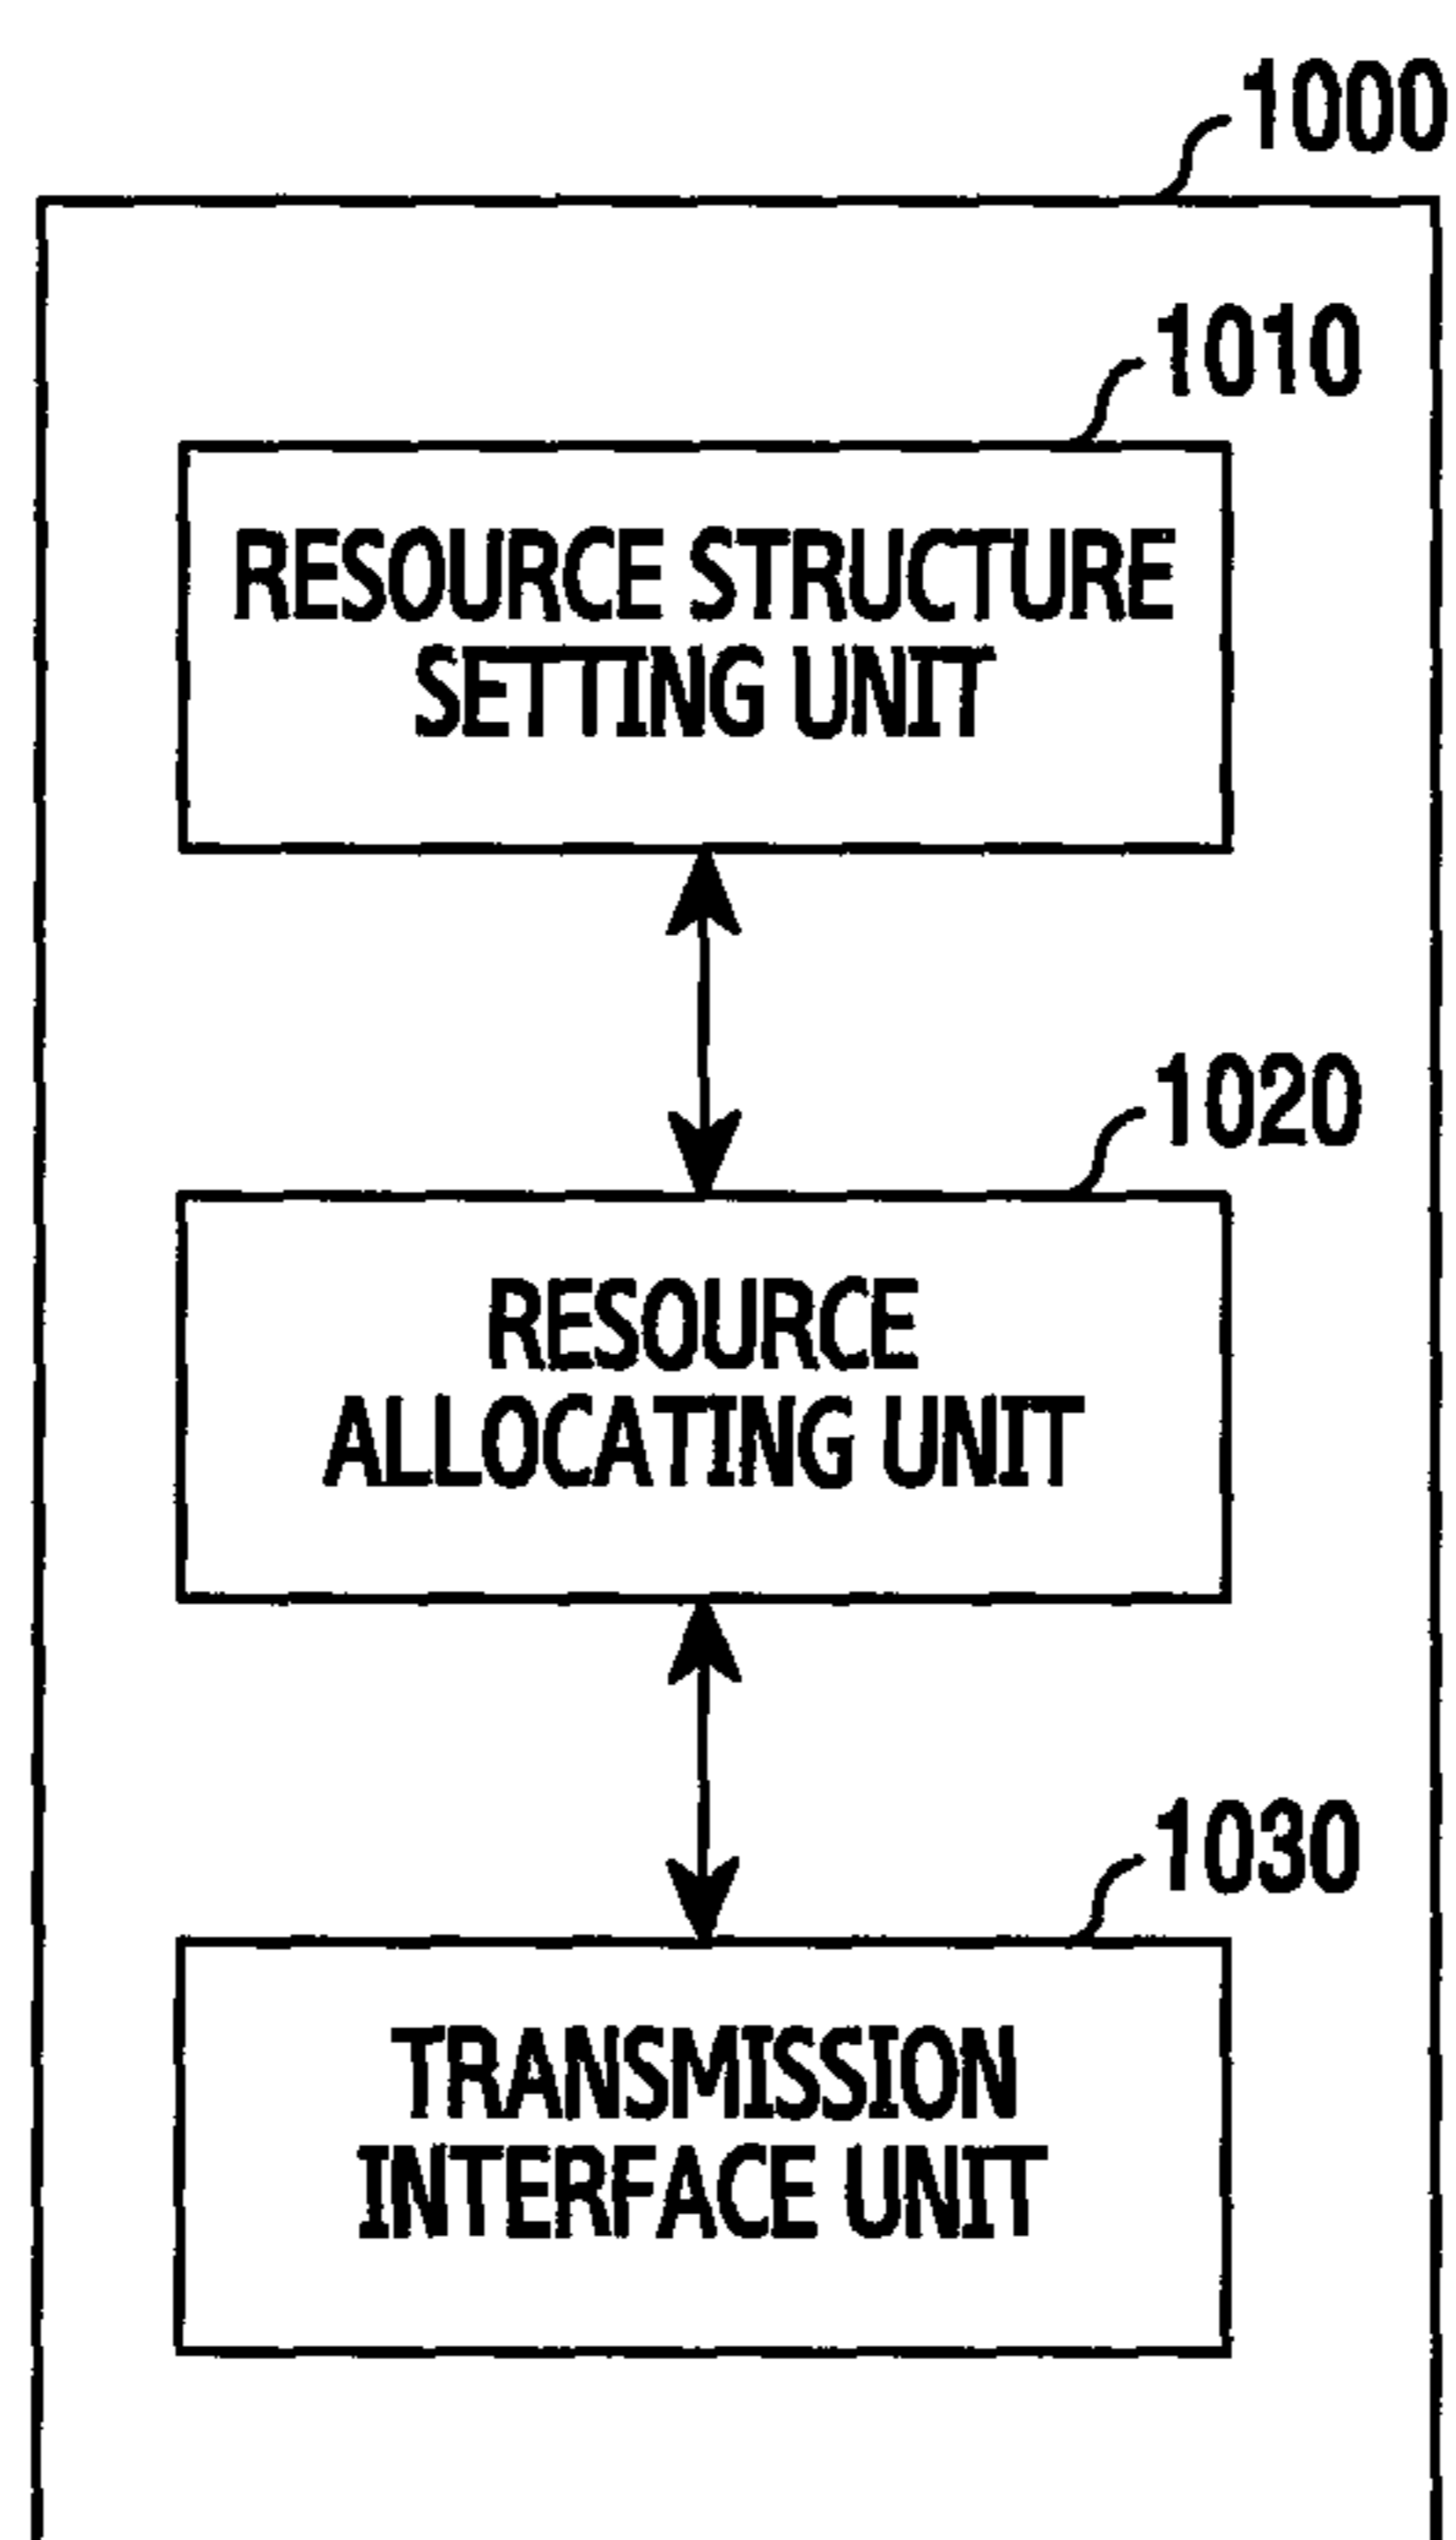 1000
1010
RESOURCE STRUCTURE
SETTING UNIT
1020
RESOURCE
ALLOCATING UNIT
1030
TRANSMISSION
INTERFACE UNIT